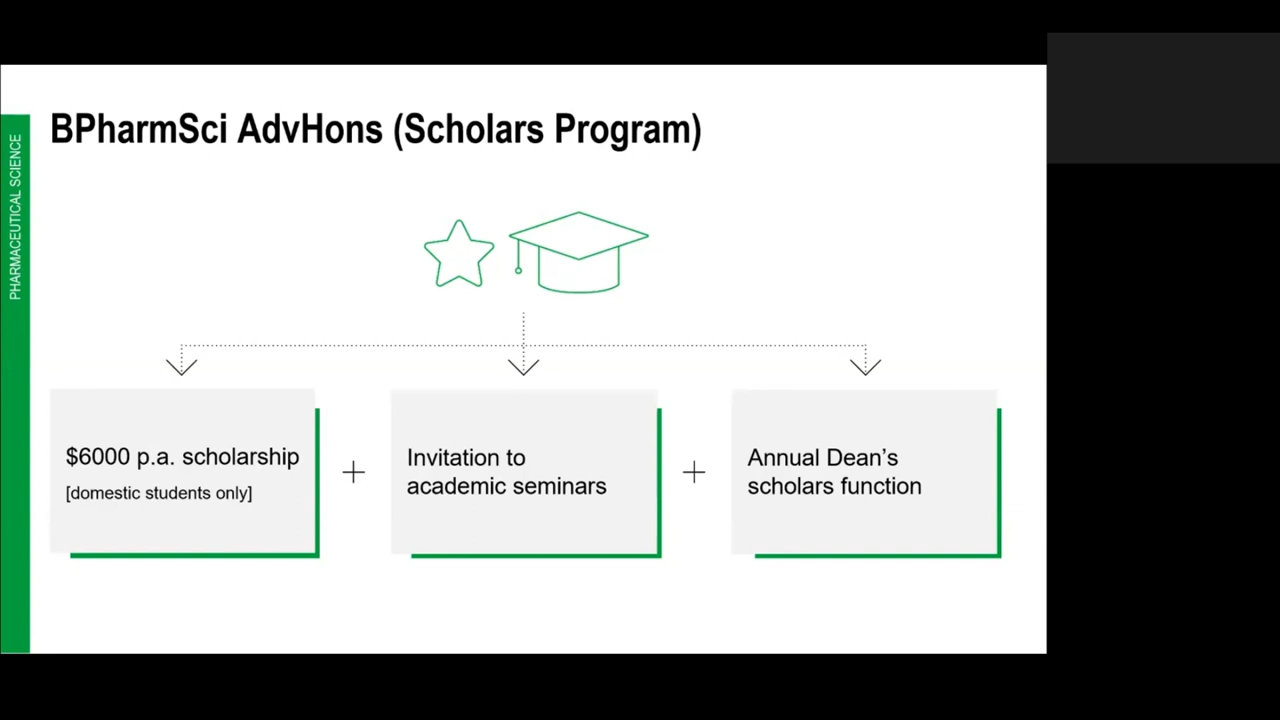 BPharmSci AdvHons (Scholars Program)
PHARMACEUTICAL SCIENCE
$6000 p.a. scholarship
[domestic students only]
+
Invitation to
academic seminars
+
Annual Dean’s
scholars function